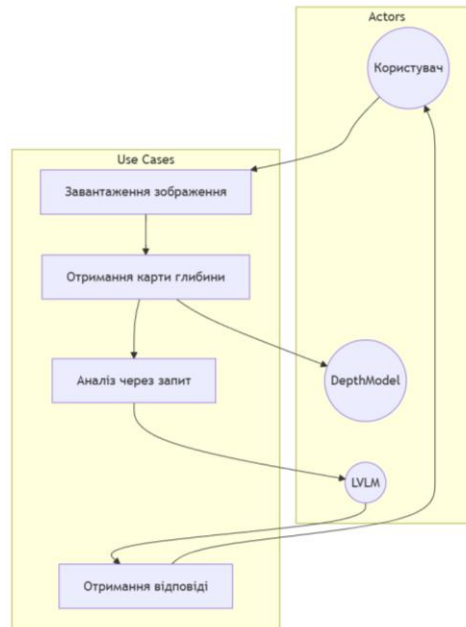 Actors
Користувач
Use Cases
Завантаження зображення
Отримання карти глибини
Аналіз через запит
DepthModel
LVLM
Отримання відповіді